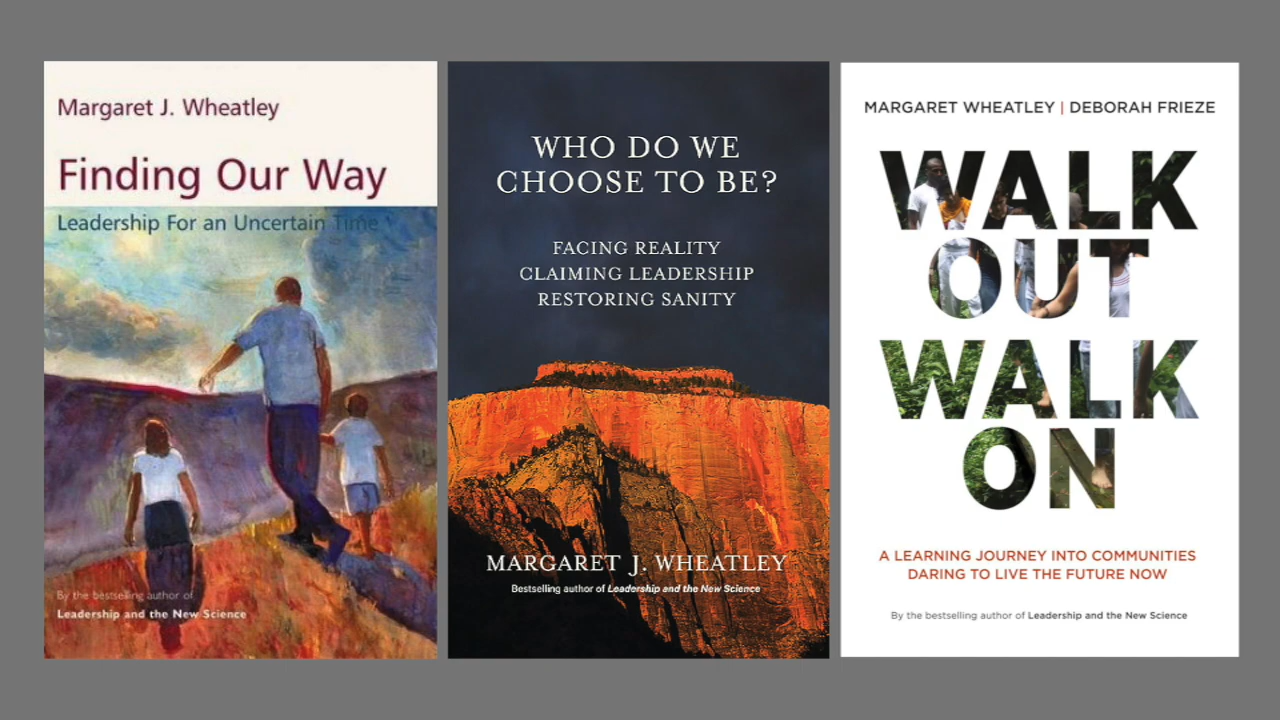 Margaret J. Wheatley
Finding Our Way
Leadership For an Uncertain Time
By the bestselling author of
Leadership and the New Science
WHO DO WE
CHOOSE TO BE?
FACING REALITY
CLAIMING LEADERSHIP
RESTORING SANITY
MARGARET J. WHEATLEY
Bestselling author of Leadership and the New Science
MARGARET WHEATLEY | DEBORAH FRIEZE
WALK
OUT
WALK
ON
A LEARNING JOURNEY INTO COMMUNITIES
DARING TO LIVE THE FUTURE NOW
By the bestselling author of Leadership and the New Science